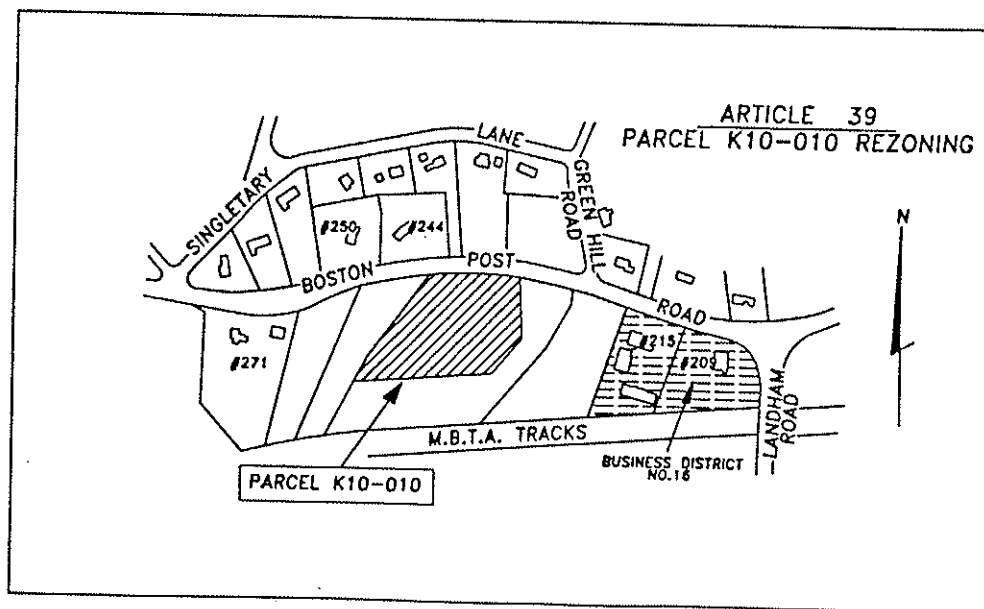 ARTICLE 39
PARCEL K10-010 REZONING
LANE
SINGLETARY
GREEN HILL
ROAD
N
#250
#244
BOSTON
POST
ROAD
#215
#209
#271
LANDHAM
ROAD
M.B.T.A. TRACKS
BUSINESS DISTRICT
NO.16
PARCEL K10-010